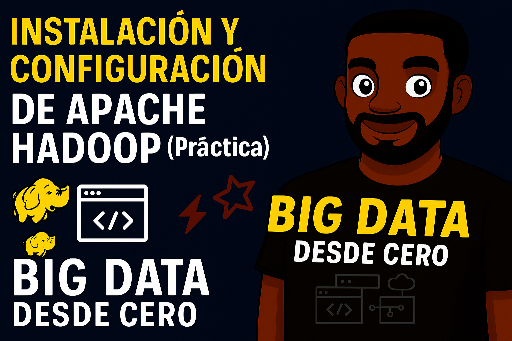 INSTALACIÓN Y
CONFIGURACIÓN
DE APACHE
HADOOP (Práctica)
</>
BIG DATA
DESDE CERO
BIG DATA
DESDE CERO
</>